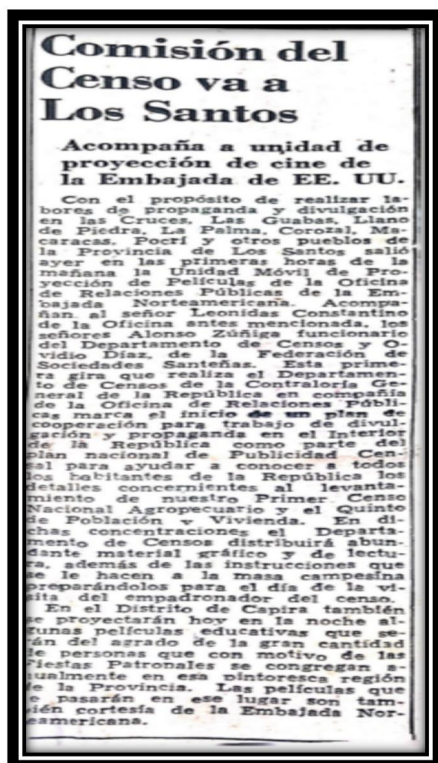 Comisión del
Censo va a
Los Santos
Acompaña a unidad de
proyección de cine de
la Embajada de EE. UU.
Con el propósito de realizar la-
bores de propaganda y divulgación
en las Cruces, Las Guabas, Llano
de Piedra, La Palma, Corozal, Ma-
caracas, Pocrí y otros pueblos de
la Provincia de Los Santos salió
ayer en las primeras horas de la
mañana la Unidad Móvil de Pro-
yección de Películas de la Oficina
de Relaciones Públicas de la Em-
bajada Norteamericana. Acompa-
ñan al señor Leonidas Constantino
de la Oficina antes mencionada, los
señores Alonso Zúñiga funcionario
del Departamento de Censos y O-
vidio Díaz, de la Federación de
Sociedades Santeñas. Esta prime-
ra gira que realiza el Departamen-
to de Censos de la Contraloría Ge-
neral de la República en compañía
de la Oficina de Relaciones Públi-
cas marca el inicio de un plan de
cooperación para trabajo de divul-
gación y propaganda en el Interior
de la República como parte del
plan nacional de Publicidad Cen-
sal para ayudar a conocer a todos
los habitantes de la República los
detalles concernientes al levanta-
miento de nuestro Primer Censo
Nacional Agropecuario y el Quinto
de Población y Vivienda. En di-
chas concentraciones el Departa-
mento de Censos distribuirá abun-
dante material gráfico y de lectu-
ra, además de las instrucciones que
se le hacen a la masa campesina
preparándolos para el día de la vi-
sita del empadronador del censo.
En el Distrito de Capira también
se proyectarán hoy en la noche al-
gunas películas educativas que se-
rán del agrado de la gran cantidad
de personas que con motivo de las
Fiestas Patronales se congregan a-
nualmente en esa pintoresca región
de la Provincia. Las películas que
se pasarán en ese lugar son tam-
bién cortesía de la Embajada Nor-
teamericana.